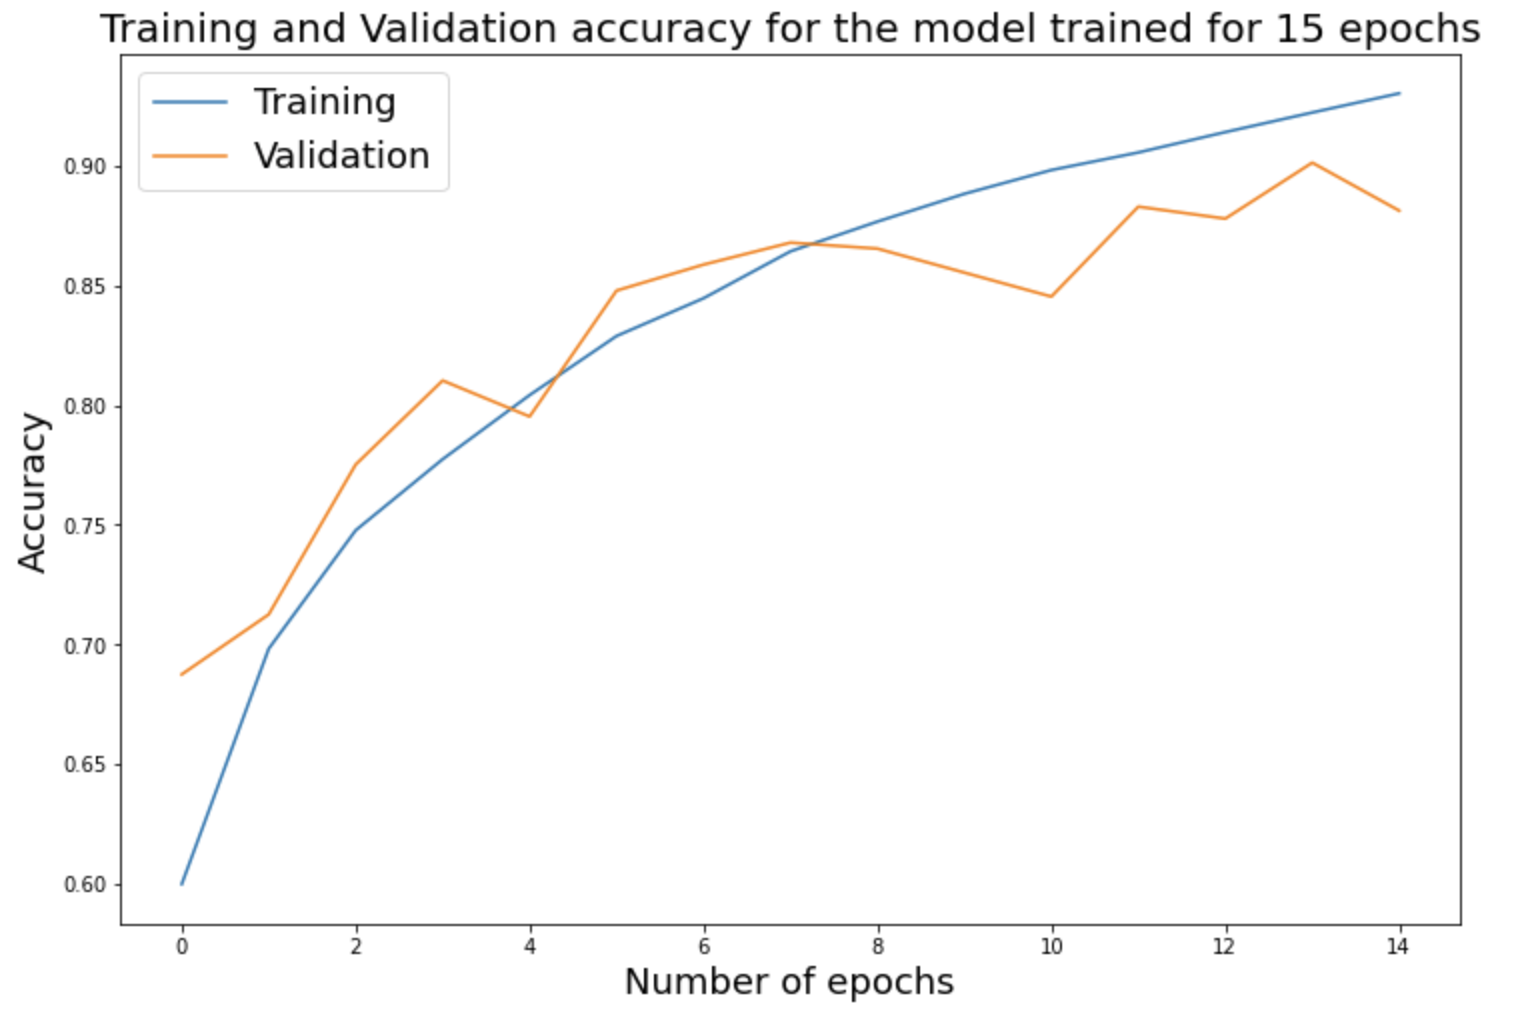 Training and Validation accuracy for the model trained for 15 epochs
Training
Validation
0.90
0.85
0.80
0.75
0.70
0.65
0.60
Accuracy
0 2 4 6 8 10 12 14
Number of epochs